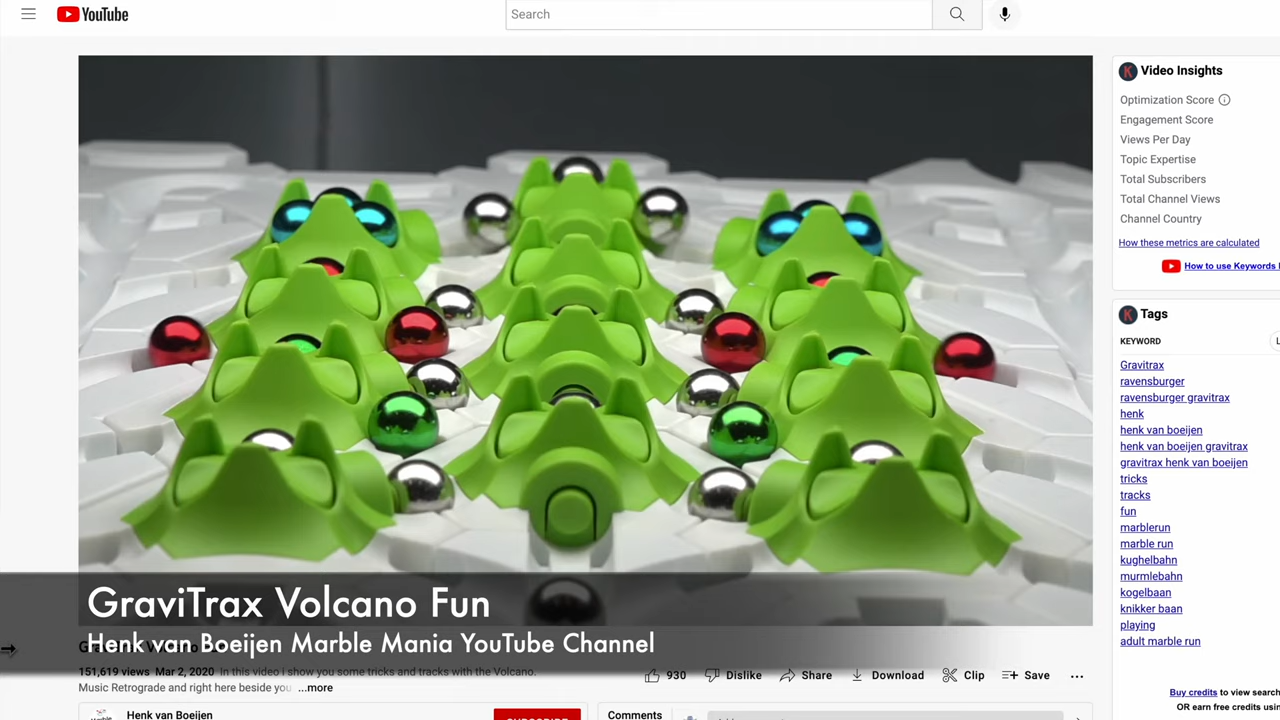 YouTube
Search
K Video Insights
Optimization Score
Engagement Score
Views Per Day
Topic Expertise
Total Subscribers
Total Channel Views
Channel Country
How these metrics are calculated
How to use Keywords
K Tags
KEYWORD
Gravitrax
ravensburger
ravensburger gravitrax
henk
henk van boeijen
henk van boeijen gravitrax
gravitrax henk van boeijen
tricks
tracks
fun
marblerun
marble run
kughelbahn
murmlebahn
kogelbaan
knikker baan
playing
adult marble run
Buy credits to view search
OR earn free credits using
GraviTrax Volcano Fun
Henk van Boeijen Marble Mania YouTube Channel
151,619 views Mar 2, 2020 In this video i show you some tricks and tracks with the Volcano.
Music Retrograde and right here beside you ...more
930 Dislike Share Download Clip Save
Henk van Boeijen
SUBSCRIBE
Comments